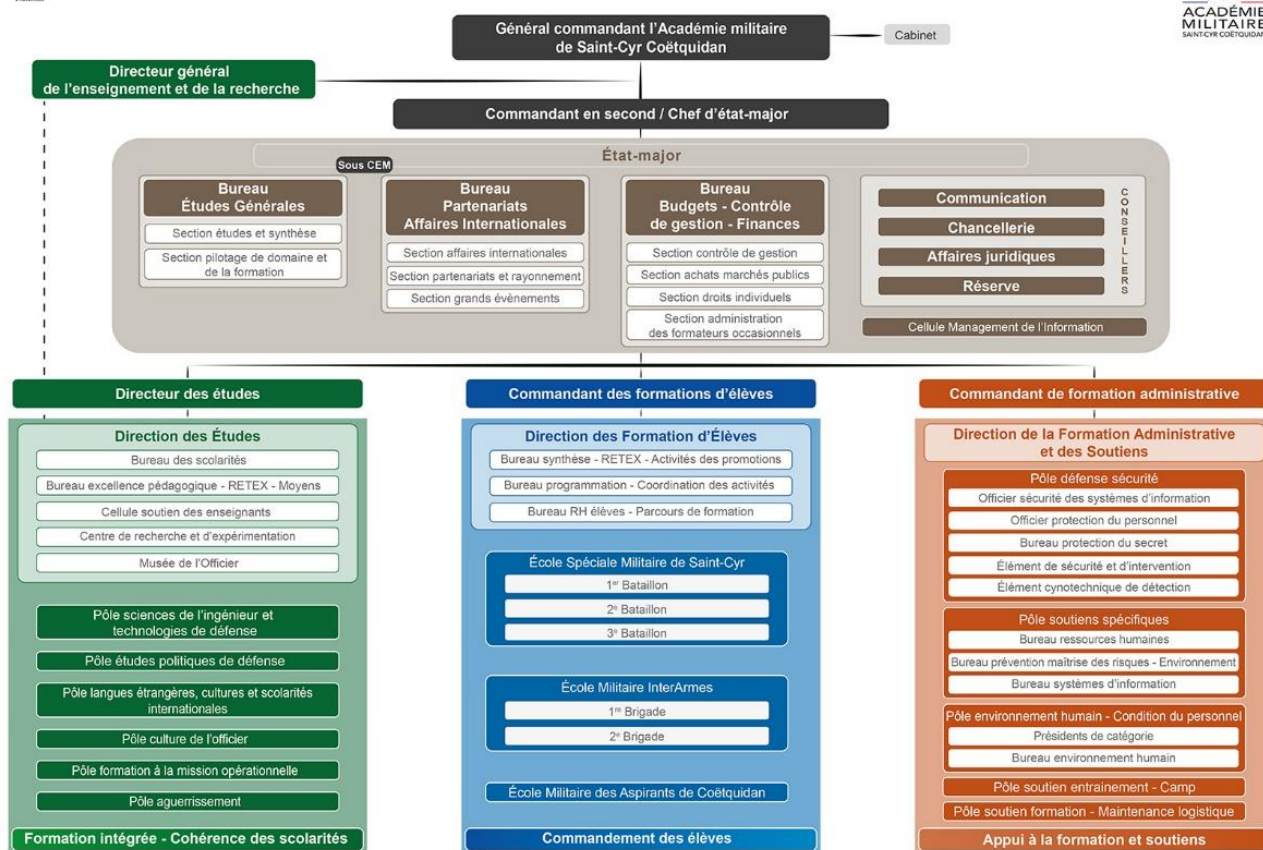 ACADÉMIE
MILITAIRE
SAINT-CYR COËTQUIDAN
Général commandant l'Académie militaire
de Saint-Cyr Coëtquidan
Cabinet
Directeur général
de l'enseignement et de la recherche
Commandant en second / Chef d'état-major
État-major
Sous CEM
Bureau
Études Générales
Section études et synthèse
Section pilotage de domaine et
de la formation
Bureau
Partenariats
Affaires Internationales
Section affaires internationales
Section partenariats et rayonnement
Section grands évènements
Bureau
Budgets - Contrôle
de gestion - Finances
Section contrôle de gestion
Section achats marchés publics
Section droits individuels
Section administration
des formateurs occasionnels
Communication
Chancellerie
Affaires juridiques
Réserve
CONSEILLERS
Cellule Management de l'Information
Directeur des études
Direction des Études
Bureau des scolarités
Bureau excellence pédagogique - RETEX - Moyens
Cellule soutien des enseignants
Centre de recherche et d'expérimentation
Musée de l'Officier
Pôle sciences de l'ingénieur et
technologies de défense
Pôle études politiques de défense
Pôle langues étrangères, cultures et scolarités
internationales
Pôle culture de l'officier
Pôle formation à la mission opérationnelle
Pôle aguerrissement
Formation intégrée - Cohérence des scolarités
Commandant des formations d'élèves
Direction des Formation d'Élèves
Bureau synthèse - RETEX - Activités des promotions
Bureau programmation - Coordination des activités
Bureau RH élèves - Parcours de formation
École Spéciale Militaire de Saint-Cyr
1er Bataillon
2e Bataillon
3e Bataillon
École Militaire InterArmes
1re Brigade
2e Brigade
École Militaire des Aspirants de Coëtquidan
Commandement des élèves
Commandant de formation administrative
Direction de la Formation Administrative
et des Soutiens
Pôle défense sécurité
Officier sécurité des systèmes d'information
Officier protection du personnel
Bureau protection du secret
Élément de sécurité et d'intervention
Élément cynotechnique de détection
Pôle soutiens spécifiques
Bureau ressources humaines
Bureau prévention maîtrise des risques - Environnement
Bureau systèmes d'information
Pôle environnement humain - Condition du personnel
Présidents de catégorie
Bureau environnement humain
Pôle soutien entrainement - Camp
Pôle soutien formation - Maintenance logistique
Appui à la formation et soutiens